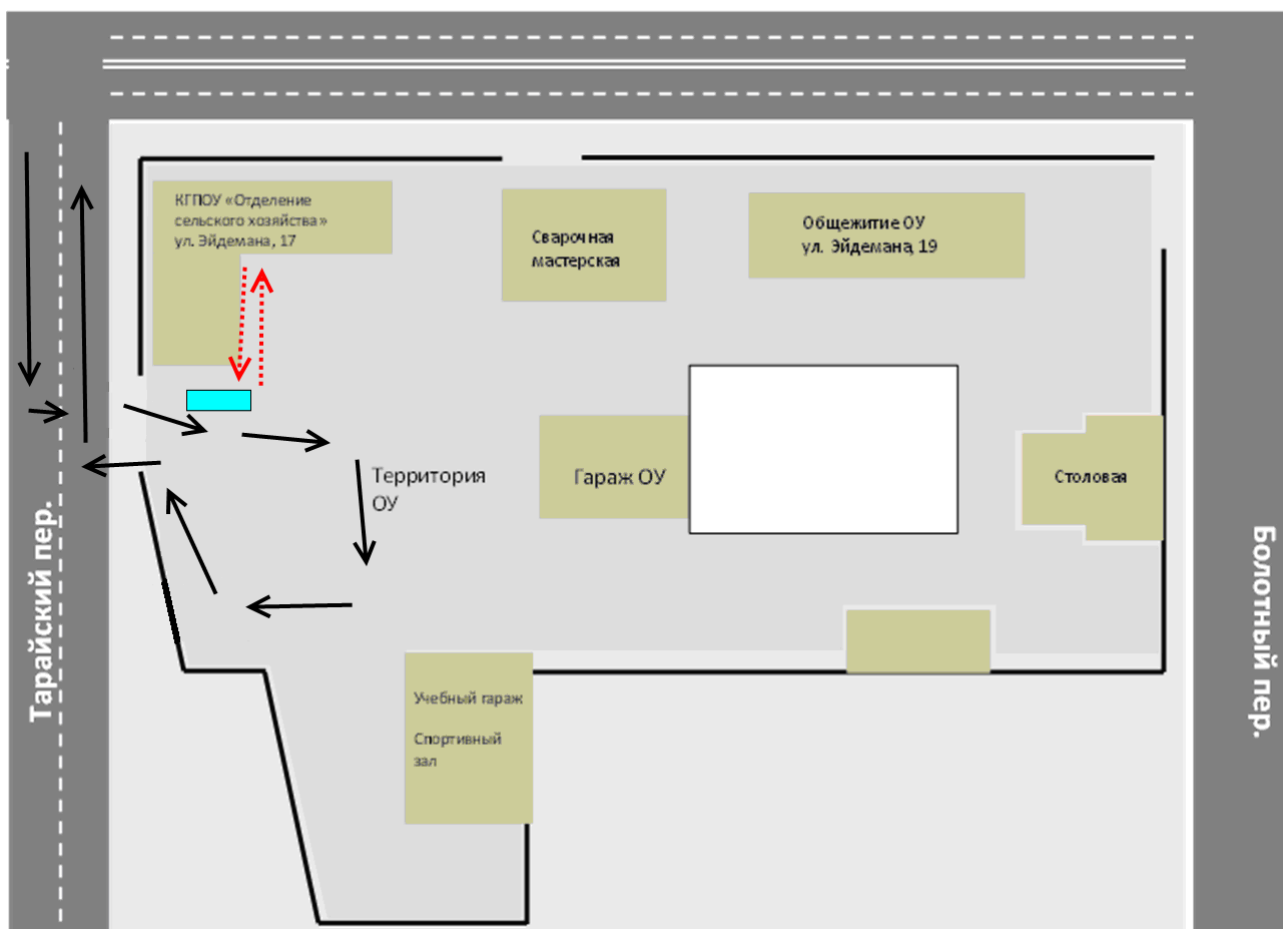 КГПОУ «Отделение
сельского хозяйства»
ул. Эйдемана, 17
Сварочная
мастерская
Общежитие ОУ
ул. Эйдемана, 19
Территория
ОУ
Гараж ОУ
Столовая
Тарайский пер.
Болотный пер.
Учебный гараж
Спортивный
зал